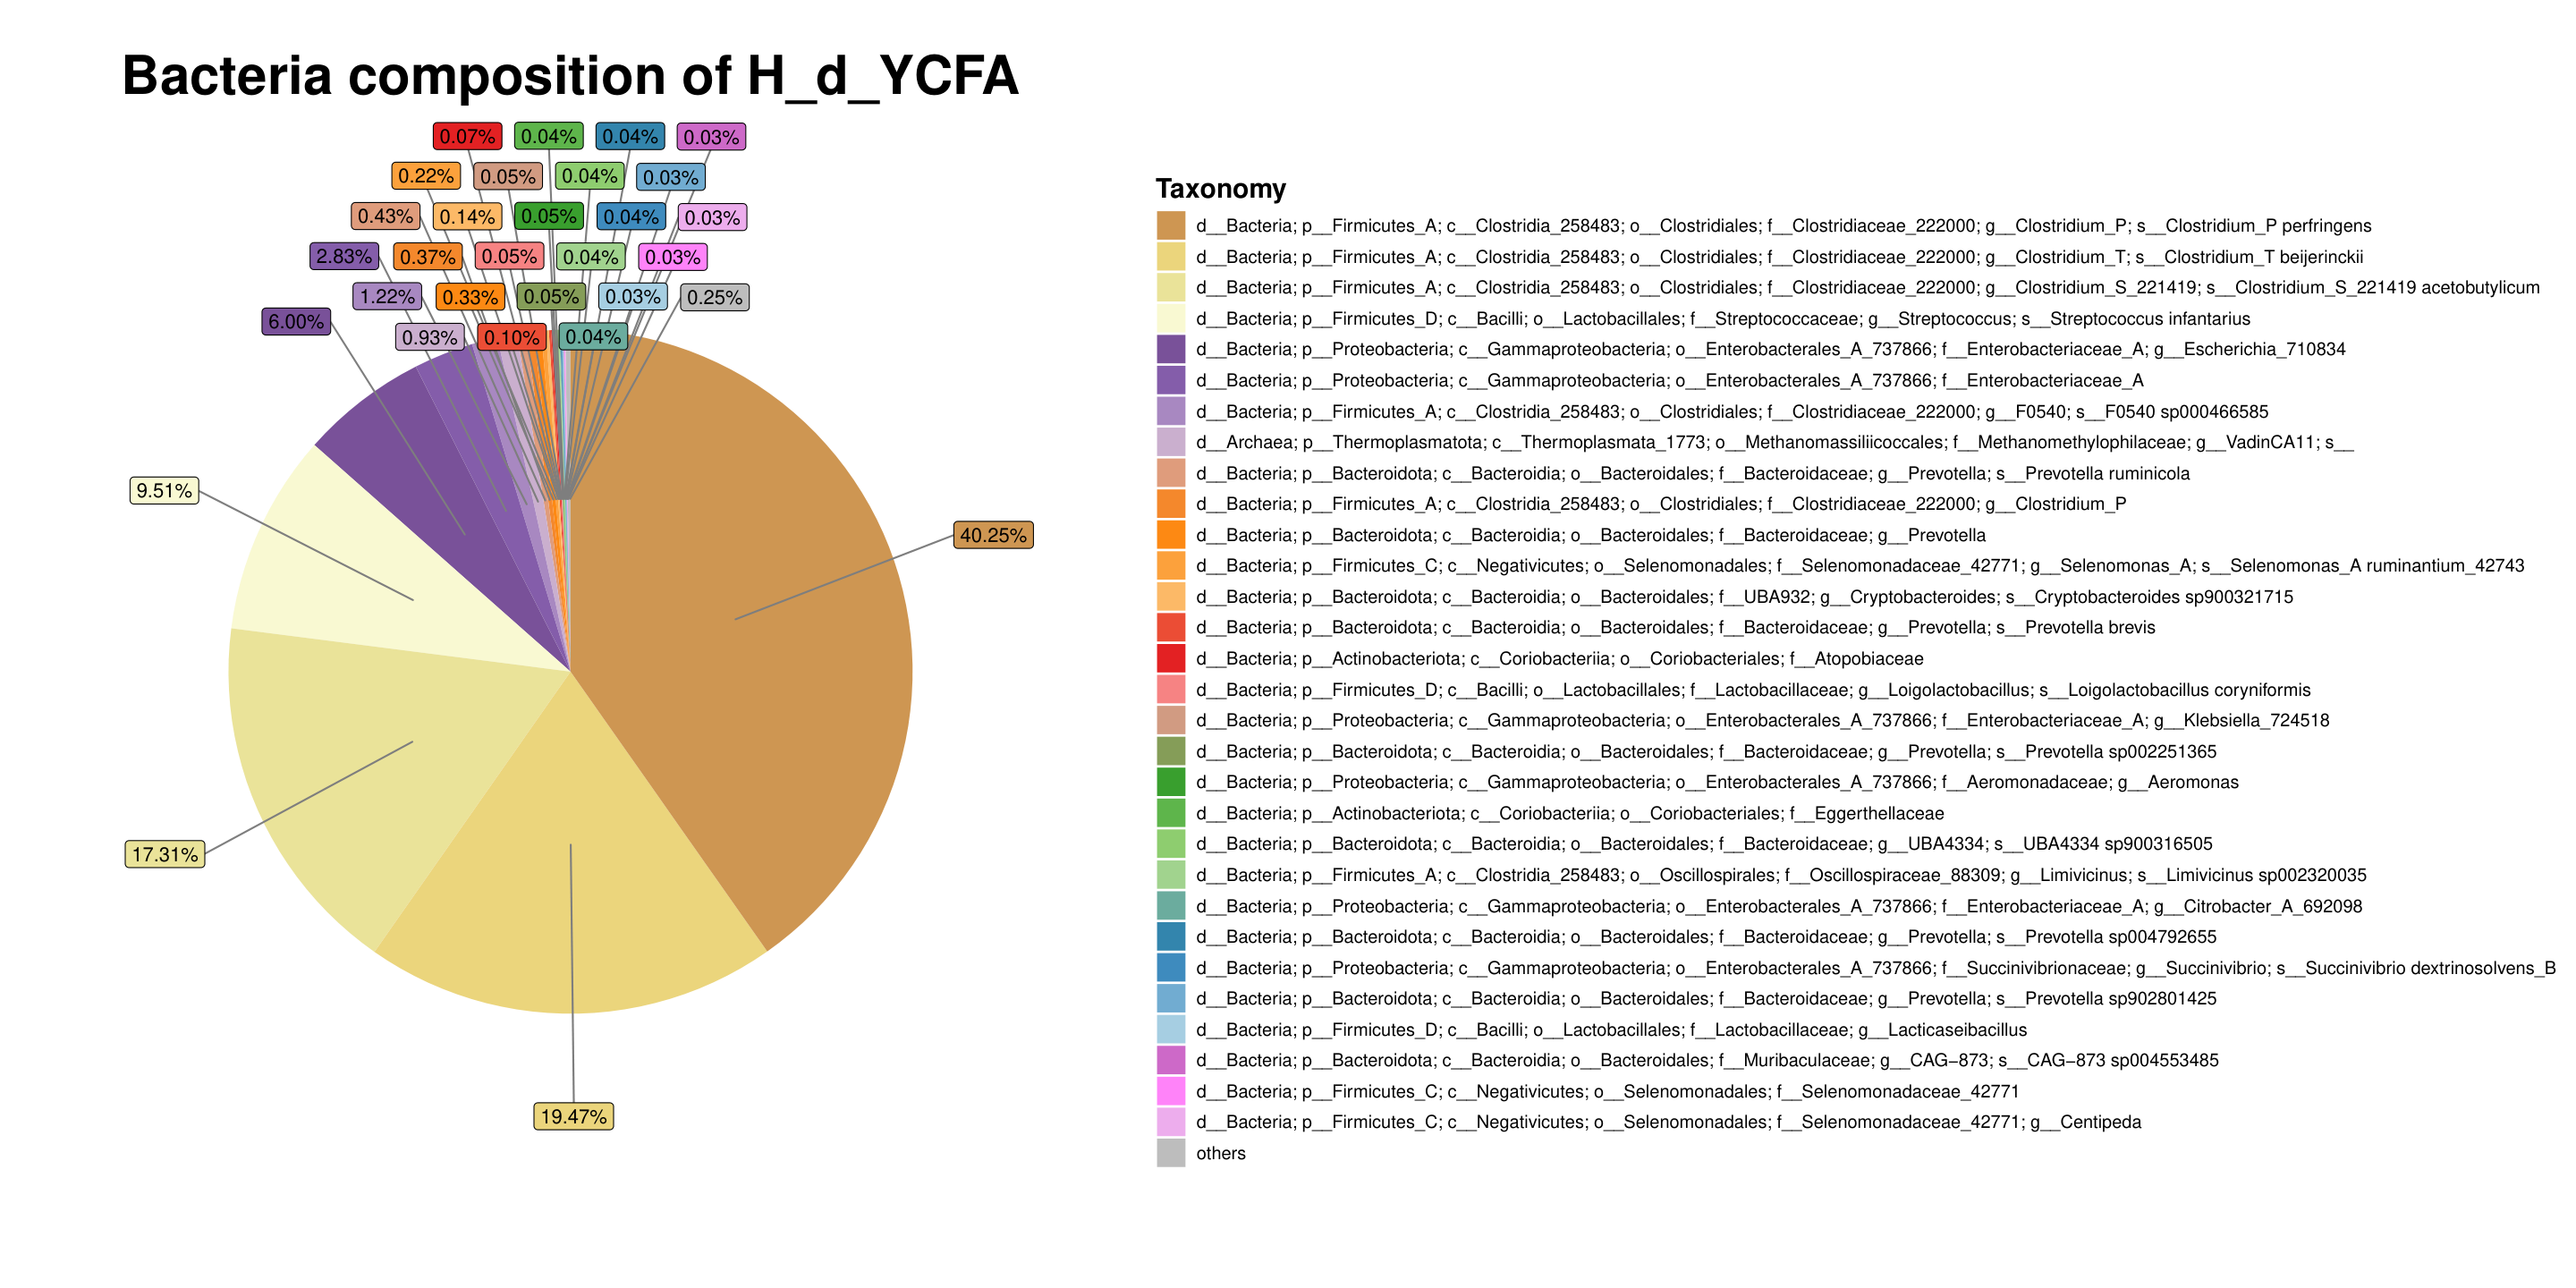 Bacteria composition of H_d_YCFA
0.07% 0.04% 0.04% 0.03%
0.22% 0.05% 0.04% 0.03%
0.43% 0.14% 0.05% 0.04% 0.03%
2.83% 0.37% 0.05% 0.04% 0.03%
1.22% 0.33% 0.05% 0.03% 0.25%
6.00%
0.93% 0.10% 0.04%
9.51%
40.25%
17.31%
19.47%
Taxonomy
d__Bacteria; p__Firmicutes_A; c__Clostridia_258483; o__Clostridiales; f__Clostridiaceae_222000; g__Clostridium_P; s__Clostridium_P perfringens
d__Bacteria; p__Firmicutes_A; c__Clostridia_258483; o__Clostridiales; f__Clostridiaceae_222000; g__Clostridium_T; s__Clostridium_T beijerinckii
d__Bacteria; p__Firmicutes_A; c__Clostridia_258483; o__Clostridiales; f__Clostridiaceae_222000; g__Clostridium_S_221419; s__Clostridium_S_221419 acetobutylicum
d__Bacteria; p__Firmicutes_D; c__Bacilli; o__Lactobacillales; f__Streptococcaceae; g__Streptococcus; s__Streptococcus infantarius
d__Bacteria; p__Proteobacteria; c__Gammaproteobacteria; o__Enterobacterales_A_737866; f__Enterobacteriaceae_A; g__Escherichia_710834
d__Bacteria; p__Proteobacteria; c__Gammaproteobacteria; o__Enterobacterales_A_737866; f__Enterobacteriaceae_A
d__Bacteria; p__Firmicutes_A; c__Clostridia_258483; o__Clostridiales; f__Clostridiaceae_222000; g__F0540; s__F0540 sp000466585
d__Archaea; p__Thermoplasmatota; c__Thermoplasmata_1773; o__Methanomassiliicoccales; f__Methanomethylophilaceae; g__VadinCA11; s__
d__Bacteria; p__Bacteroidota; c__Bacteroidia; o__Bacteroidales; f__Bacteroidaceae; g__Prevotella; s__Prevotella ruminicola
d__Bacteria; p__Firmicutes_A; c__Clostridia_258483; o__Clostridiales; f__Clostridiaceae_222000; g__Clostridium_P
d__Bacteria; p__Bacteroidota; c__Bacteroidia; o__Bacteroidales; f__Bacteroidaceae; g__Prevotella
d__Bacteria; p__Firmicutes_C; c__Negativicutes; o__Selenomonadales; f__Selenomonadaceae_42771; g__Selenomonas_A; s__Selenomonas_A ruminantium_42743
d__Bacteria; p__Bacteroidota; c__Bacteroidia; o__Bacteroidales; f__UBA932; g__Cryptobacteroides; s__Cryptobacteroides sp900321715
d__Bacteria; p__Bacteroidota; c__Bacteroidia; o__Bacteroidales; f__Bacteroidaceae; g__Prevotella; s__Prevotella brevis
d__Bacteria; p__Actinobacteriota; c__Coriobacteriia; o__Coriobacteriales; f__Atopobiaceae
d__Bacteria; p__Firmicutes_D; c__Bacilli; o__Lactobacillales; f__Lactobacillaceae; g__Loigolactobacillus; s__Loigolactobacillus coryniformis
d__Bacteria; p__Proteobacteria; c__Gammaproteobacteria; o__Enterobacterales_A_737866; f__Enterobacteriaceae_A; g__Klebsiella_724518
d__Bacteria; p__Bacteroidota; c__Bacteroidia; o__Bacteroidales; f__Bacteroidaceae; g__Prevotella; s__Prevotella sp002251365
d__Bacteria; p__Proteobacteria; c__Gammaproteobacteria; o__Enterobacterales_A_737866; f__Aeromonadaceae; g__Aeromonas
d__Bacteria; p__Actinobacteriota; c__Coriobacteriia; o__Coriobacteriales; f__Eggerthellaceae
d__Bacteria; p__Bacteroidota; c__Bacteroidia; o__Bacteroidales; f__Bacteroidaceae; g__UBA4334; s__UBA4334 sp900316505
d__Bacteria; p__Firmicutes_A; c__Clostridia_258483; o__Oscillospirales; f__Oscillospiraceae_88309; g__Limivicinus; s__Limivicinus sp002320035
d__Bacteria; p__Proteobacteria; c__Gammaproteobacteria; o__Enterobacterales_A_737866; f__Enterobacteriaceae_A; g__Citrobacter_A_692098
d__Bacteria; p__Bacteroidota; c__Bacteroidia; o__Bacteroidales; f__Bacteroidaceae; g__Prevotella; s__Prevotella sp004792655
d__Bacteria; p__Proteobacteria; c__Gammaproteobacteria; o__Enterobacterales_A_737866; f__Succinivibrionaceae; g__Succinivibrio; s__Succinivibrio dextrinosolvens_B
d__Bacteria; p__Bacteroidota; c__Bacteroidia; o__Bacteroidales; f__Bacteroidaceae; g__Prevotella; s__Prevotella sp902801425
d__Bacteria; p__Firmicutes_D; c__Bacilli; o__Lactobacillales; f__Lactobacillaceae; g__Lacticaseibacillus
d__Bacteria; p__Bacteroidota; c__Bacteroidia; o__Bacteroidales; f__Muribaculaceae; g__CAG−873; s__CAG−873 sp004553485
d__Bacteria; p__Firmicutes_C; c__Negativicutes; o__Selenomonadales; f__Selenomonadaceae_42771
d__Bacteria; p__Firmicutes_C; c__Negativicutes; o__Selenomonadales; f__Selenomonadaceae_42771; g__Centipeda
others